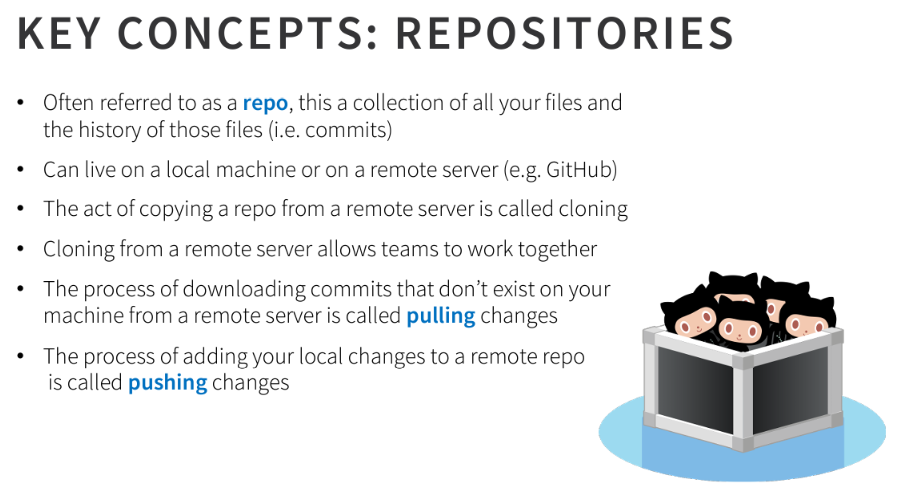 KEY CONCEPTS: REPOSITORIES
• Often referred to as a repo, this a collection of all your files and
the history of those files (i.e. commits)
• Can live on a local machine or on a remote server (e.g. GitHub)
• The act of copying a repo from a remote server is called cloning
• Cloning from a remote server allows teams to work together
• The process of downloading commits that don’t exist on your
machine from a remote server is called pulling changes
• The process of adding your local changes to a remote repo
is called pushing changes